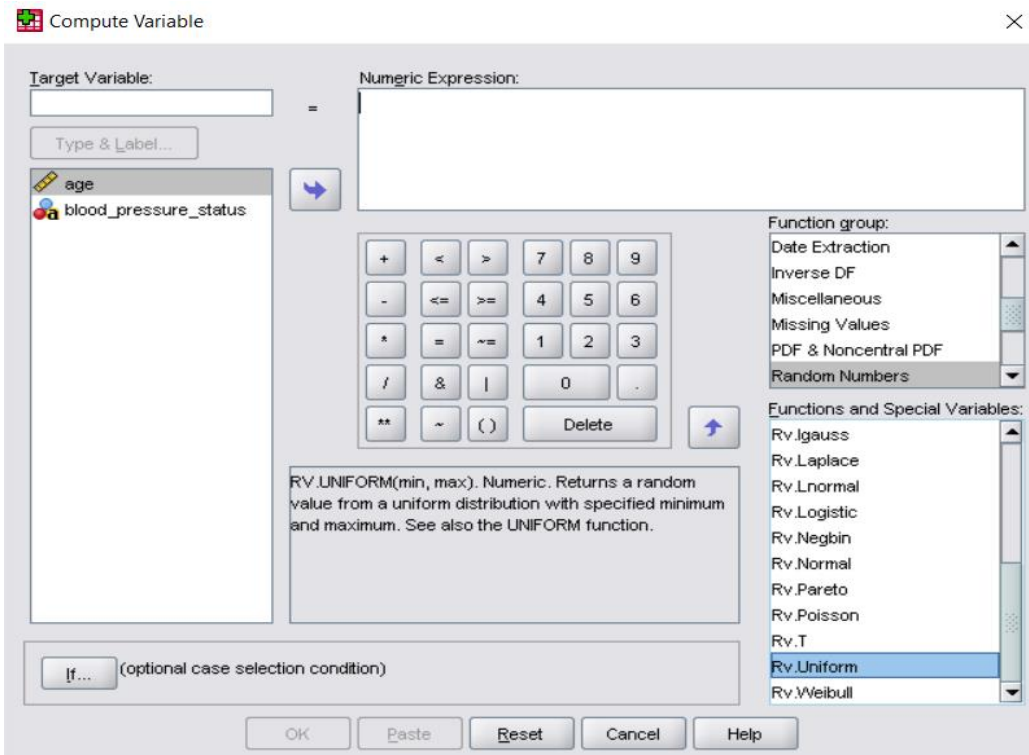 Compute Variable
Target Variable:
Numeric Expression:
=
Type & Label...
age
blood_pressure_status
+ < > 7 8 9
- <= >= 4 5 6
* = ~= 1 2 3
/ & | 0 .
** ~ ( ) Delete
Function group:
Date Extraction
Inverse DF
Miscellaneous
Missing Values
PDF & Noncentral PDF
Random Numbers
Functions and Special Variables:
Rv.Igauss
Rv.Laplace
Rv.Lnormal
Rv.Logistic
Rv.Negbin
Rv.Normal
Rv.Pareto
Rv.Poisson
Rv.T
Rv.Uniform
Rv.Weibull
RV.UNIFORM(min, max). Numeric. Returns a random
value from a uniform distribution with specified minimum
and maximum. See also the UNIFORM function.
If... (optional case selection condition)
OK Paste Reset Cancel Help